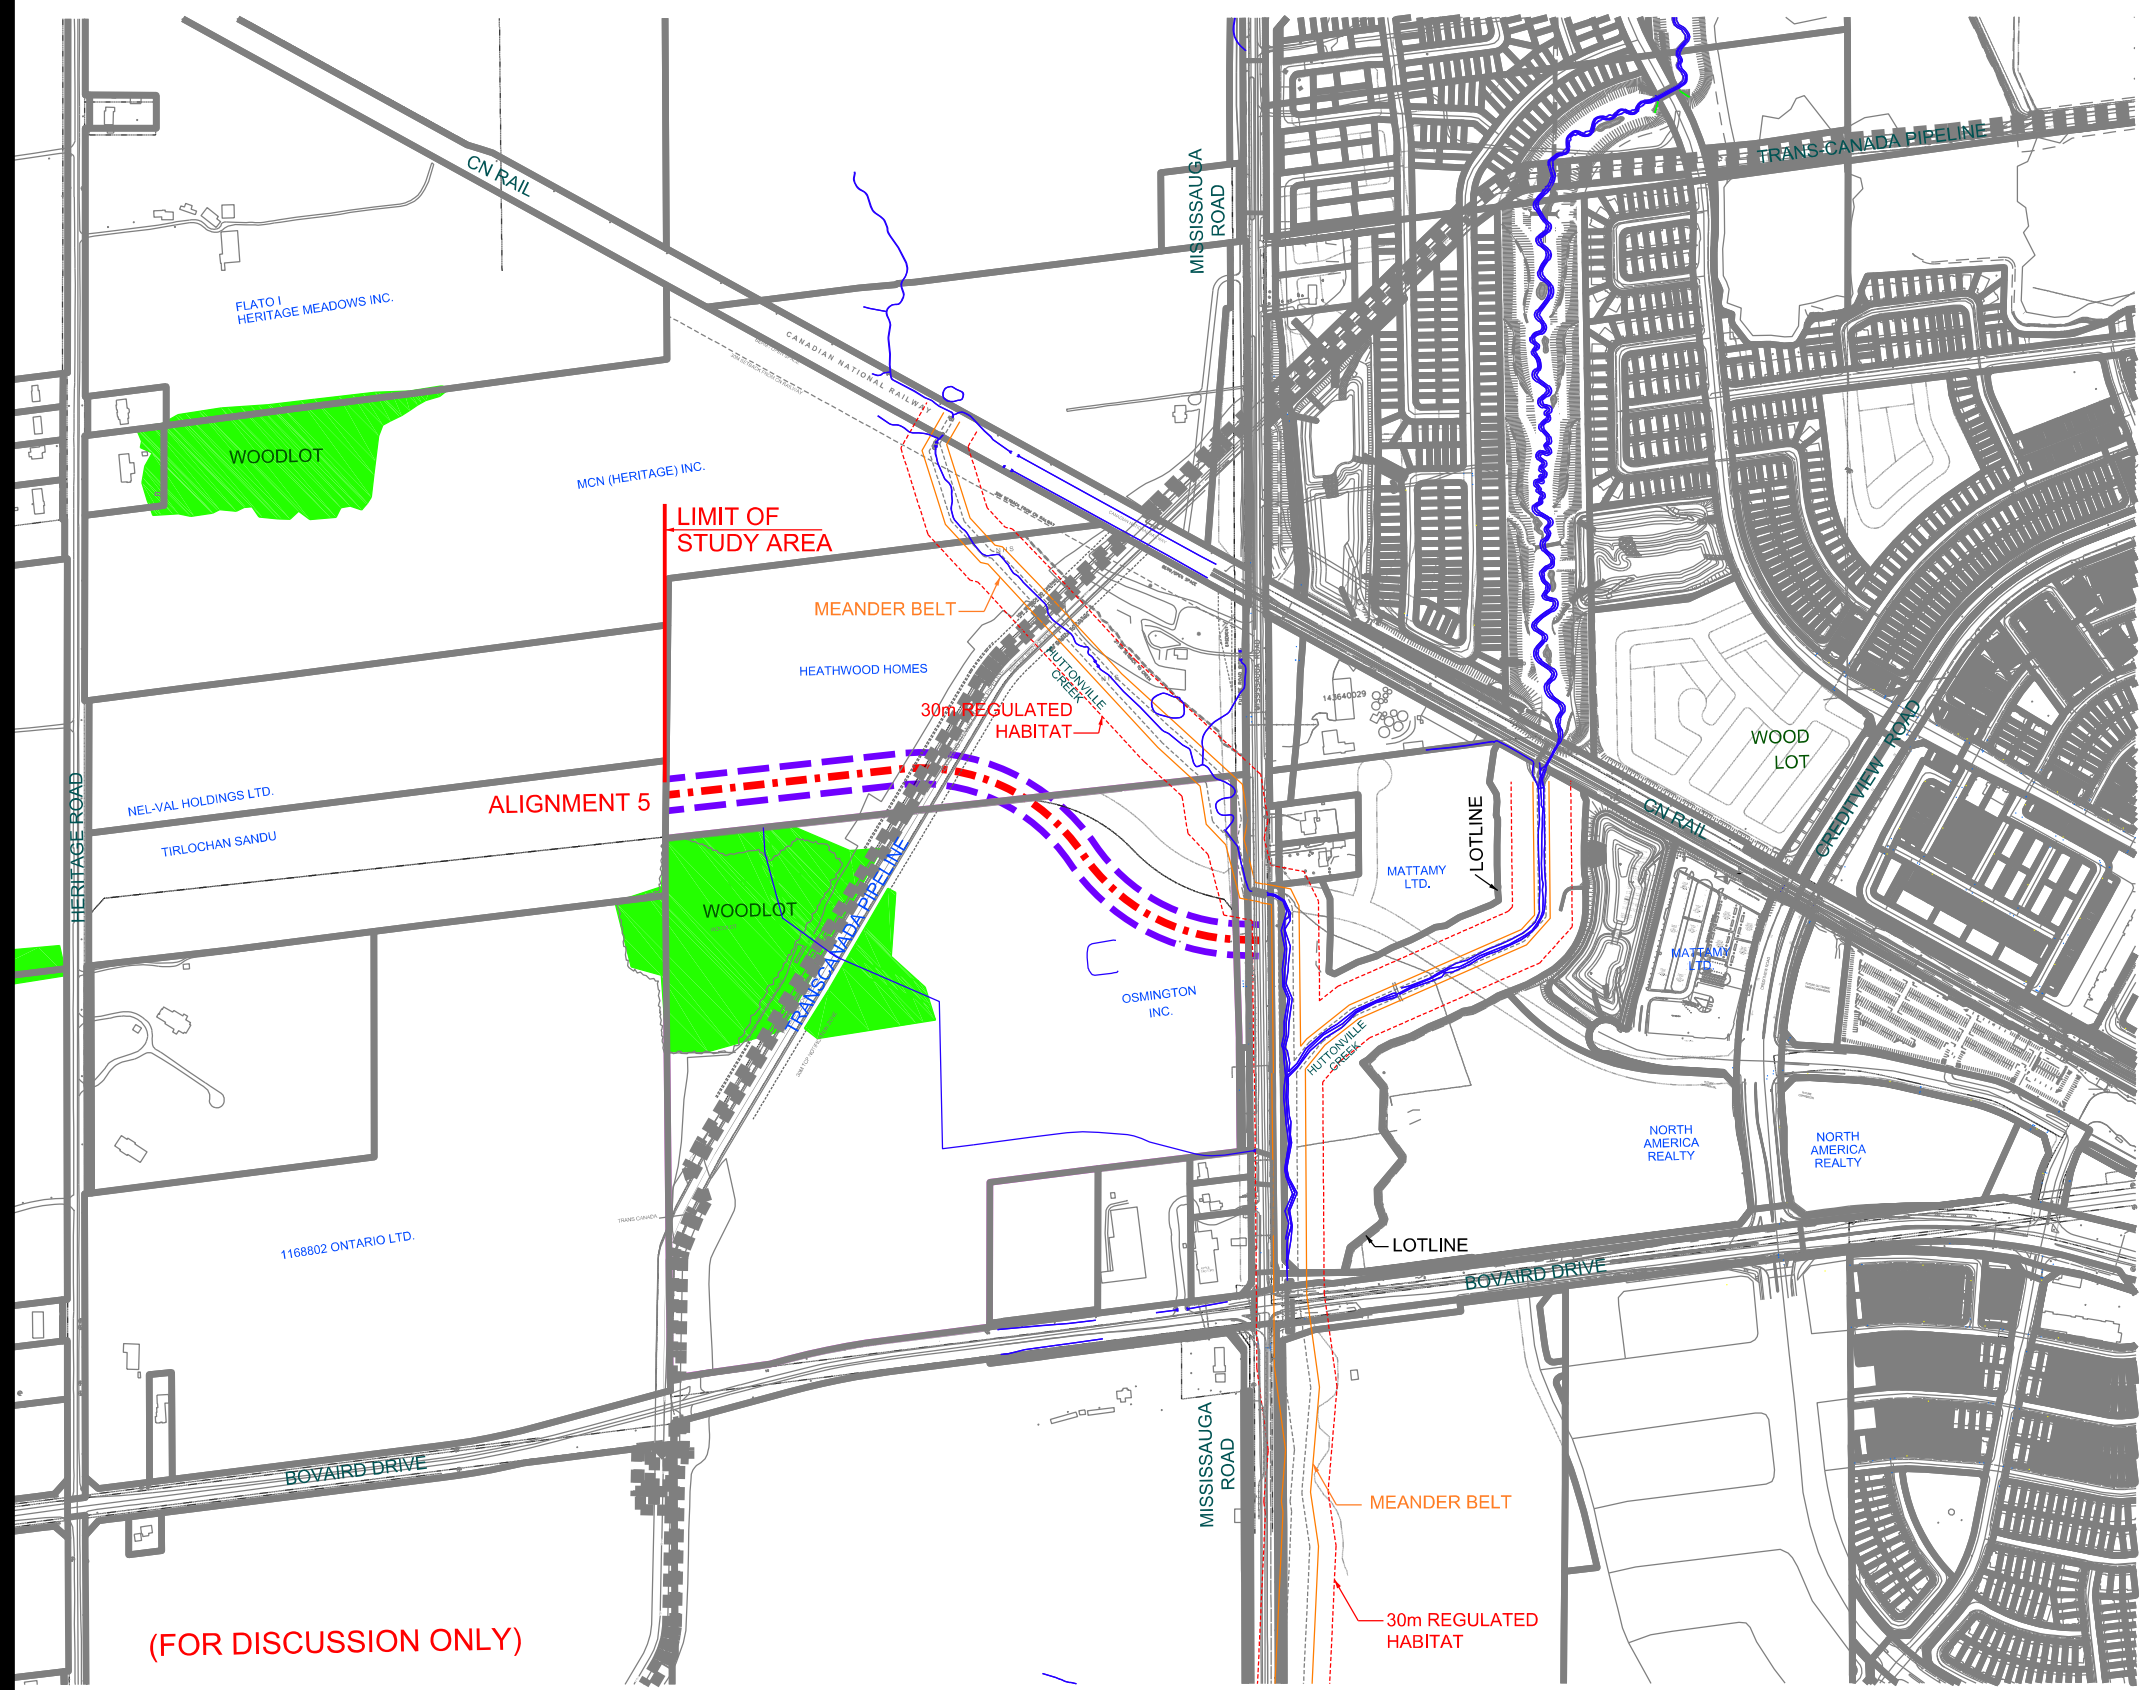 CN RAIL
MISSISSAUGA
ROAD
TRANS-CANADA PIPELINE
FLATO I
HERITAGE MEADOWS INC.
CANADIAN NATIONAL RAILWAY
WOODLOT
MCN (HERITAGE) INC.
LIMIT OF
STUDY AREA
MEANDER BELT
HEATHWOOD HOMES
HUTTONVILLE
CREEK
30m REGULATED
HABITAT
143640029
WOOD
LOT
CREDITVIEW ROAD
CN RAIL
HERITAGE ROAD
NEL-VAL HOLDINGS LTD.
ALIGNMENT 5
TIRLOCHAN SANDU
LOTLINE
MATTAMY
LTD.
WOODLOT
TRANSCANADA PIPELINE
MATTAMY
LTD.
OSMINGTON
INC.
HUTTONVILLE
CREEK
NORTH
AMERICA
REALTY
NORTH
AMERICA
REALTY
TRANS CANADA
1168802 ONTARIO LTD.
LOTLINE
BOVAIRD DRIVE
MISSISSAUGA
ROAD
BOVAIRD DRIVE
MEANDER BELT
30m REGULATED
HABITAT
(FOR DISCUSSION ONLY)